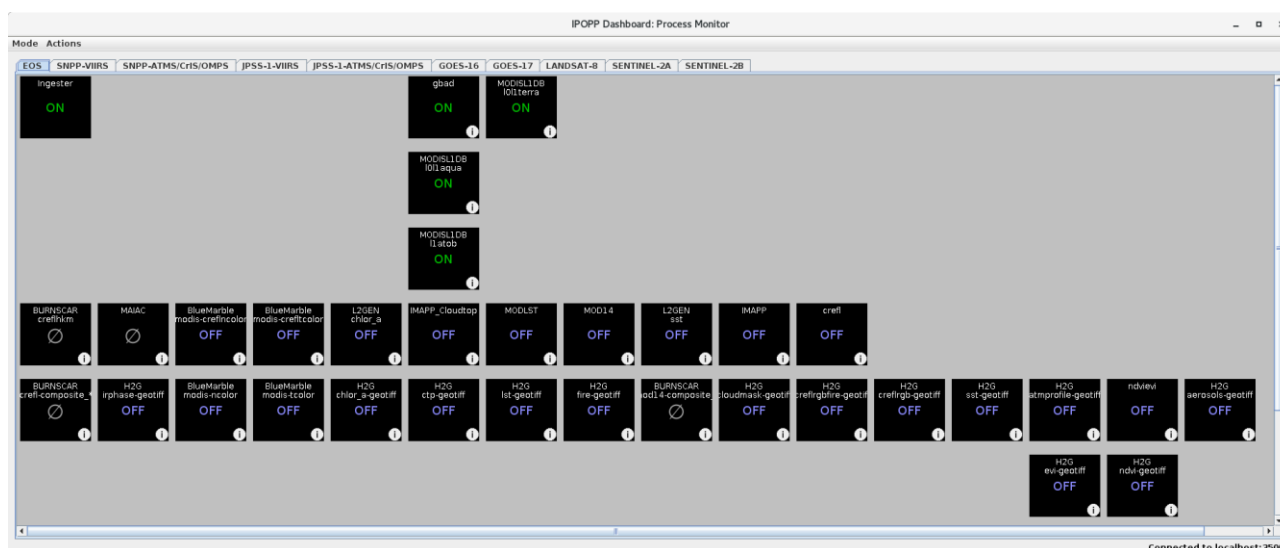 IPOPP Dashboard: Process Monitor
Mode Actions
EOS SNPP-VIIRS SNPP-ATMS/CrIS/OMPS JPSS-1-VIIRS JPSS-1-ATMS/CrIS/OMPS GOES-16 GOES-17 LANDSAT-8 SENTINEL-2A SENTINEL-2B
Ingester
ON
gbad
ON
MODISL1DB
l0l1terra
ON
MODISL1DB
l0l1aqua
ON
MODISL1DB
l1atob
ON
BURNSCAR
creflhkm
MAIAC
BlueMarble
modis-creflncolor
OFF
BlueMarble
modis-crefltcolor
OFF
L2GEN
chlor_a
OFF
IMAPP_Cloudtop
OFF
MODLST
OFF
MOD14
OFF
L2GEN
sst
OFF
IMAPP
OFF
crefl
OFF
BURNSCAR
crefl-composite_
H2G
irphase-geotiff
OFF
BlueMarble
modis-ncolor
OFF
BlueMarble
modis-tcolor
OFF
H2G
chlor_a-geotiff
OFF
H2G
ctp-geotiff
OFF
H2G
lst-geotiff
OFF
H2G
fire-geotiff
OFF
BURNSCAR
od14-composite_
H2G
cloudmask-geotiff
OFF
H2G
creflrgbfire-geotiff
OFF
H2G
creflrgb-geotiff
OFF
H2G
sst-geotiff
OFF
H2G
atmprofile-geotiff
OFF
ndvievi
OFF
H2G
aerosols-geotiff
OFF
H2G
evi-geotiff
OFF
H2G
ndvi-geotiff
OFF
Connected to localhost:350